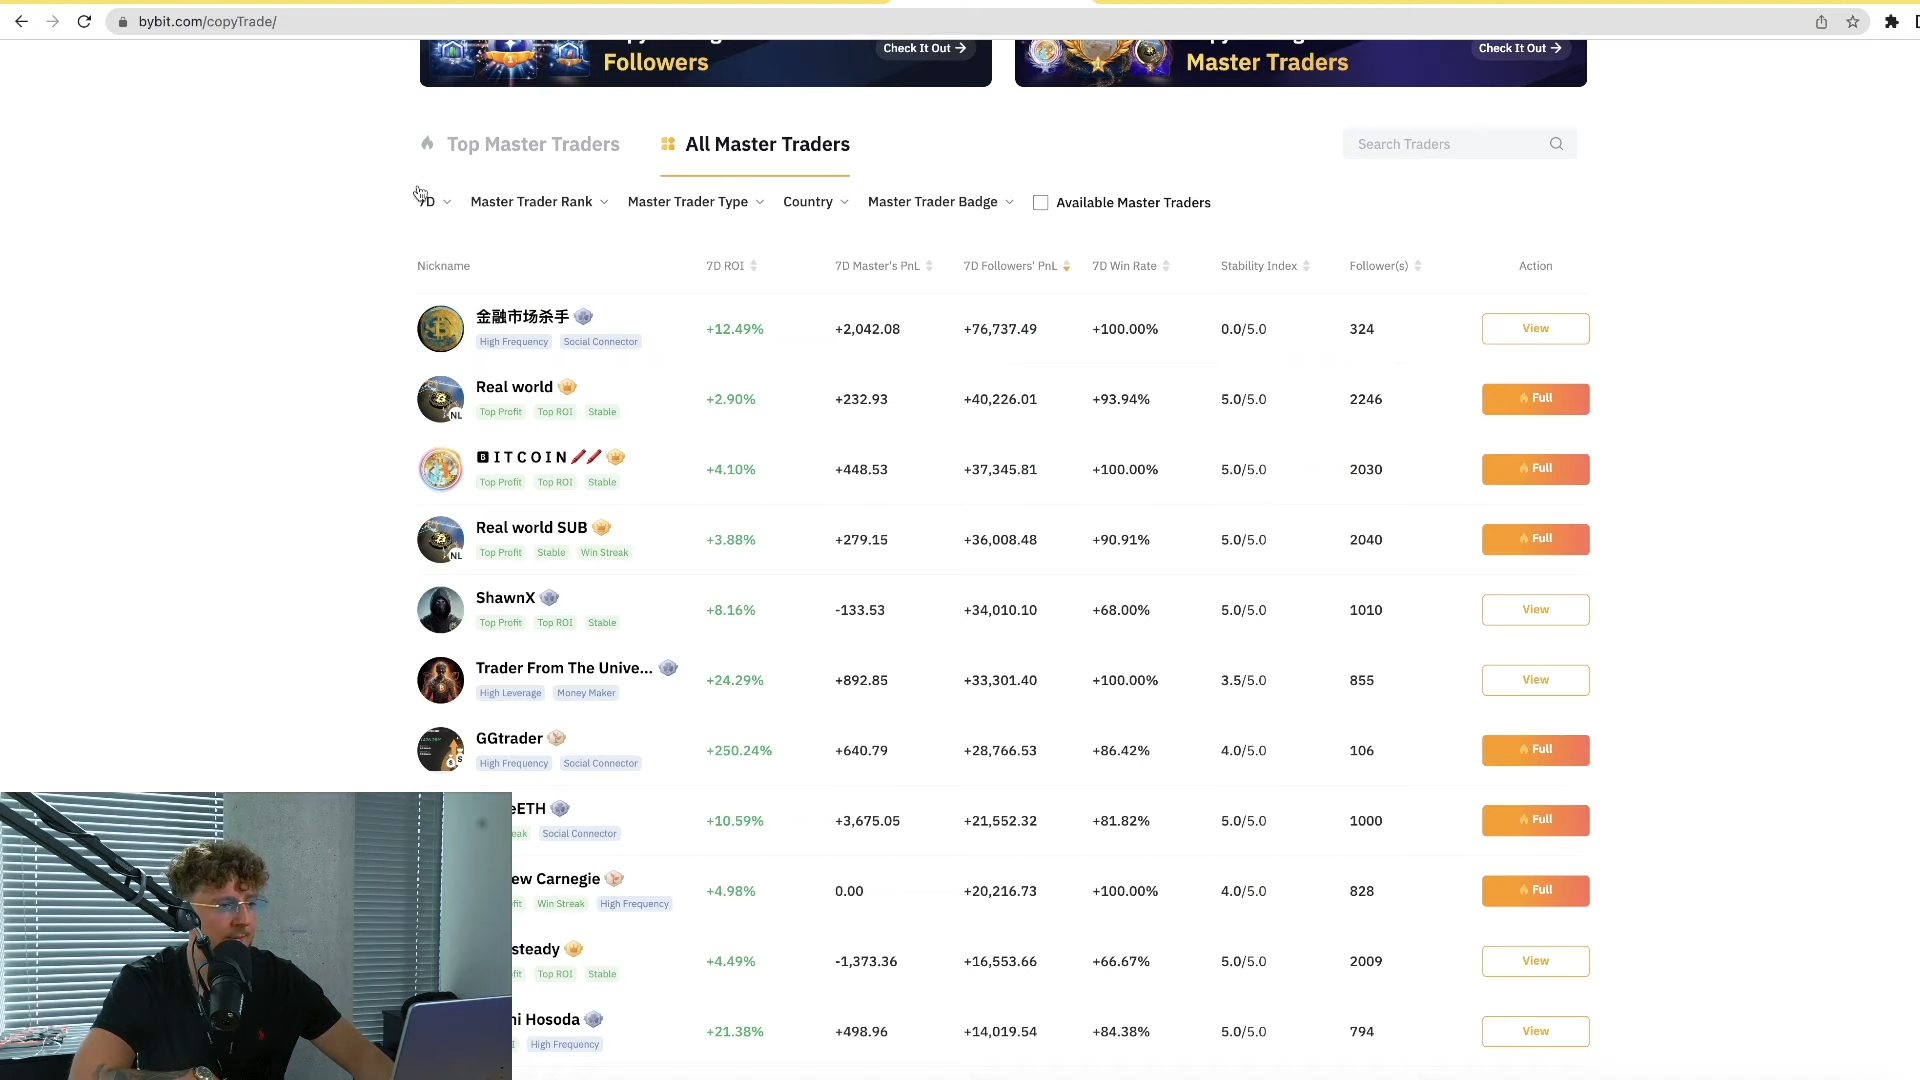 bybit.com/copyTrade/
Followers
Check It Out →
Master Traders
Check It Out →
Top Master Traders
All Master Traders
Search Traders
7D
Master Trader Rank
Master Trader Type
Country
Master Trader Badge
Available Master Traders
Nickname 7D ROI 7D Master's PnL 7D Followers' PnL 7D Win Rate Stability Index Follower(s) Action
金融市场杀手
High Frequency Social Connector
+12.49% +2,042.08 +76,737.49 +100.00% 0.0/5.0 324 View
Real world
NL
Top Profit Top ROI Stable
+2.90% +232.93 +40,226.01 +93.94% 5.0/5.0 2246 Full
🅱 I T C O I N
Top Profit Top ROI Stable
+4.10% +448.53 +37,345.81 +100.00% 5.0/5.0 2030 Full
Real world SUB
NL
Top Profit Stable Win Streak
+3.88% +279.15 +36,008.48 +90.91% 5.0/5.0 2040 Full
ShawnX
Top Profit Top ROI Stable
+8.16% -133.53 +34,010.10 +68.00% 5.0/5.0 1010 View
Trader From The Unive...
High Leverage Money Maker
+24.29% +892.85 +33,301.40 +100.00% 3.5/5.0 855 View
GGtrader
High Frequency Social Connector
+250.24% +640.79 +28,766.53 +86.42% 4.0/5.0 106 Full
eETH
eak Social Connector
+10.59% +3,675.05 +21,552.32 +81.82% 5.0/5.0 1000 Full
ew Carnegie
fit Win Streak High Frequency
+4.98% 0.00 +20,216.73 +100.00% 4.0/5.0 828 Full
steady
fit Top ROI Stable
+4.49% -1,373.36 +16,553.66 +66.67% 5.0/5.0 2009 View
ni Hosoda
I High Frequency
+21.38% +498.96 +14,019.54 +84.38% 5.0/5.0 794 View